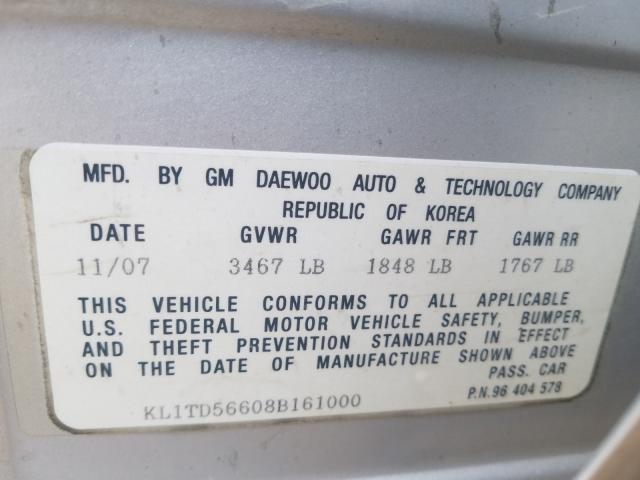 MFD. BY GM DAEWOO AUTO & TECHNOLOGY COMPANY
REPUBLIC OF KOREA
DATE GVWR GAWR FRT GAWR RR
11/07 3467 LB 1848 LB 1767 LB
THIS VEHICLE CONFORMS TO ALL APPLICABLE
U.S. FEDERAL MOTOR VEHICLE SAFETY, BUMPER,
AND THEFT PREVENTION STANDARDS IN EFFECT
ON THE DATE OF MANUFACTURE SHOWN ABOVE
PASS. CAR
KL1TD56608B161000 P.N.96 404 578